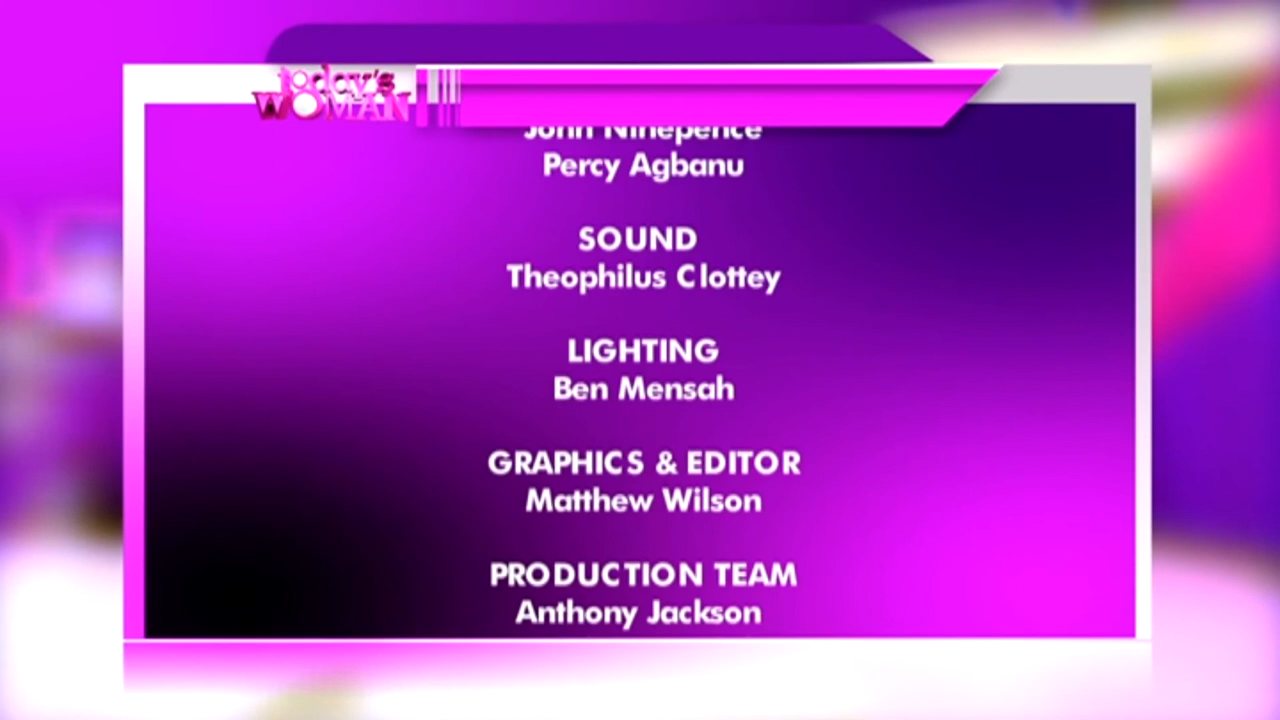 today's
WOMAN
John Ninepence
Percy Agbanu
SOUND
Theophilus Clottey
LIGHTING
Ben Mensah
GRAPHICS & EDITOR
Matthew Wilson
PRODUCTION TEAM
Anthony Jackson